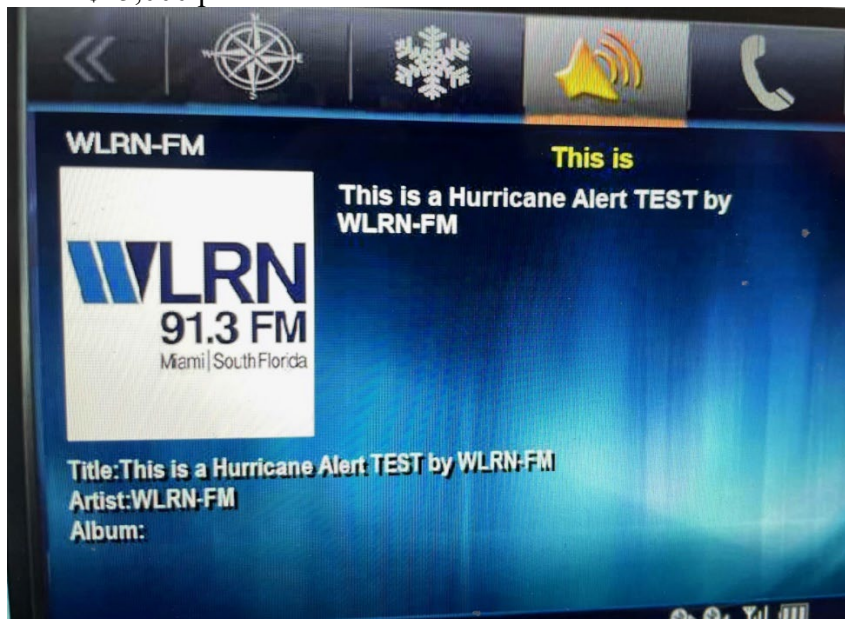 WLRN-FM
This is
This is a Hurricane Alert TEST by
WLRN-FM
WLRN
91.3 FM
Miami | South Florida
Title:This is a Hurricane Alert TEST by WLRN-FM
Artist:WLRN-FM
Album: